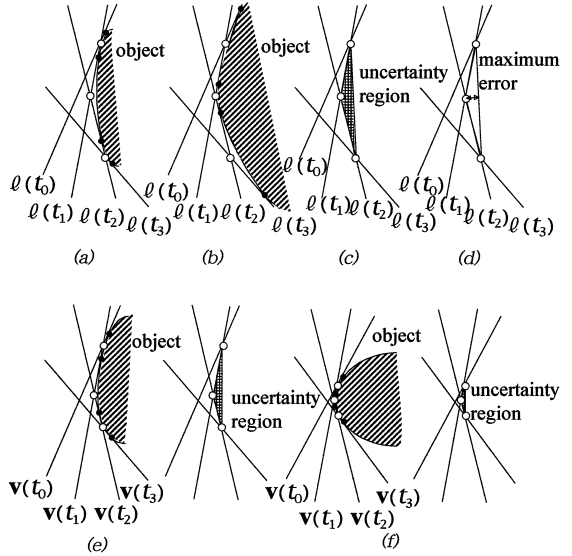 object
object
uncertainty
region
maximum
error
ℓ(t₀)
ℓ(t₁)
ℓ(t₂)
ℓ(t₃)
ℓ(t₀)
ℓ(t₁)
ℓ(t₂)
ℓ(t₃)
ℓ(t₀)
ℓ(t₁)
ℓ(t₂)
ℓ(t₃)
ℓ(t₀)
ℓ(t₁)
ℓ(t₂)
ℓ(t₃)
(a)
(b)
(c)
(d)
object
uncertainty
region
object
uncertainty
region
v(t₀)
v(t₁)
v(t₂)
v(t₃)
v(t₀)
v(t₁)
v(t₂)
v(t₃)
(e)
(f)